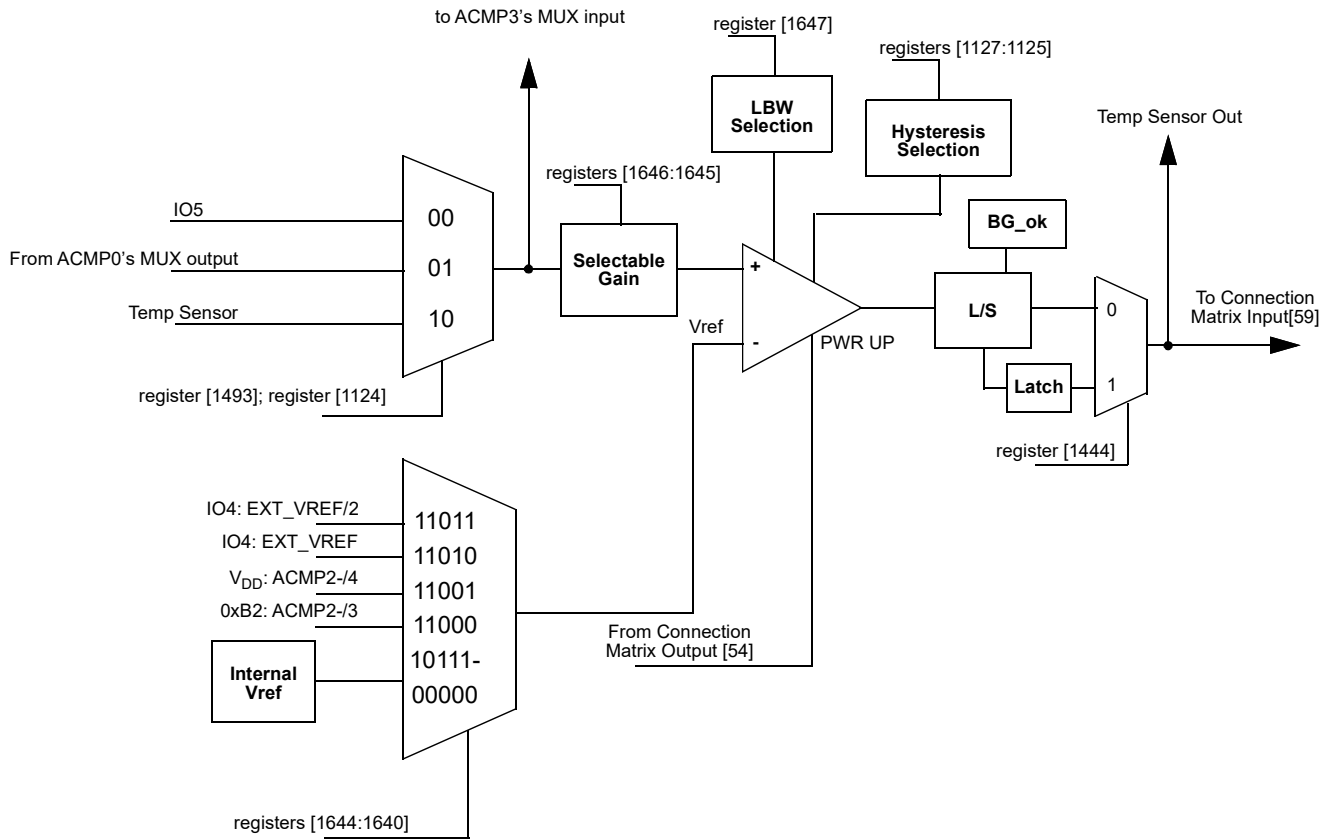 to ACMP3's MUX input
register [1647]
registers [1127:1125]
LBW
Selection
Hysteresis
Selection
Temp Sensor Out
registers [1646:1645]
IO5
00
BG_ok
From ACMP0's MUX output
01
Selectable
Gain
+
L/S
0
To Connection
Matrix Input[59]
Temp Sensor
10
Vref
-
PWR UP
Latch
1
register [1493]; register [1124]
register [1444]
IO4: EXT_VREF/2
11011
IO4: EXT_VREF
11010
VDD: ACMP2-/4
11001
0xB2: ACMP2-/3
11000
From Connection
Matrix Output [54]
Internal
Vref
10111-
00000
registers [1644:1640]